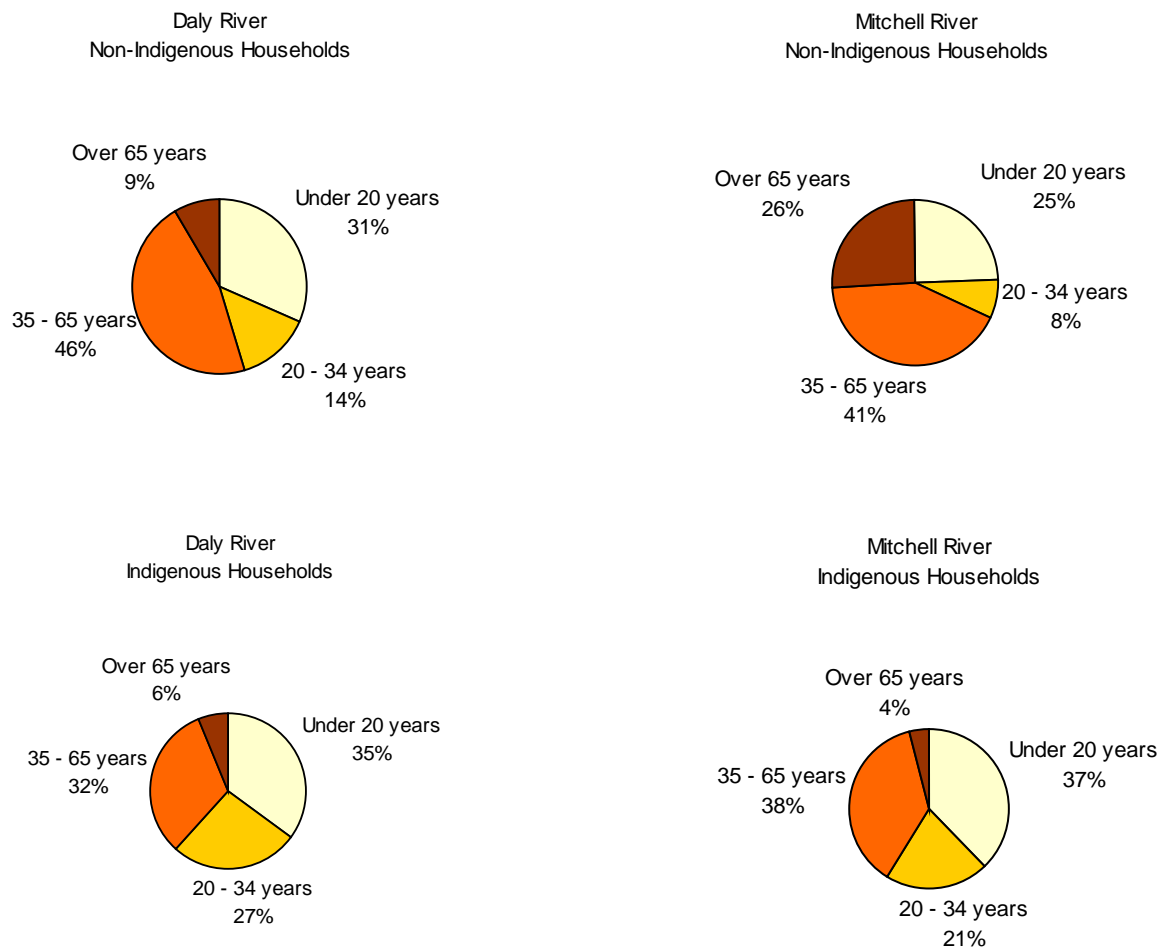 Daly River
Non-Indigenous Households
Over 65 years
9%
Under 20 years
31%
35 - 65 years
46%
20 - 34 years
14%
Mitchell River
Non-Indigenous Households
Over 65 years
26%
Under 20 years
25%
20 - 34 years
8%
35 - 65 years
41%
Daly River
Indigenous Households
Over 65 years
6%
Under 20 years
35%
35 - 65 years
32%
20 - 34 years
27%
Mitchell River
Indigenous Households
Over 65 years
4%
Under 20 years
37%
35 - 65 years
38%
20 - 34 years
21%